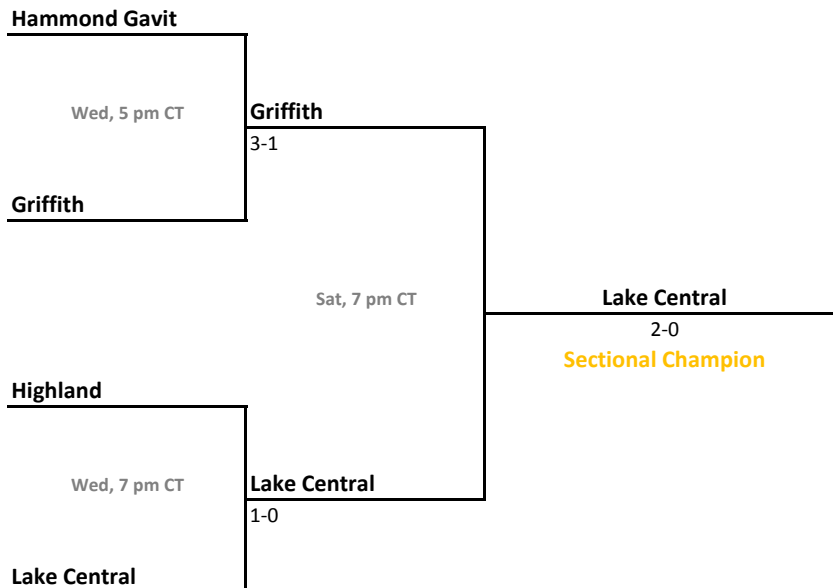 Hammond Gavit
Wed, 5 pm CT
Griffith
3-1
Griffith
Sat, 7 pm CT
Lake Central
2-0
Sectional Champion
Highland
Wed, 7 pm CT
Lake Central
1-0
Lake Central